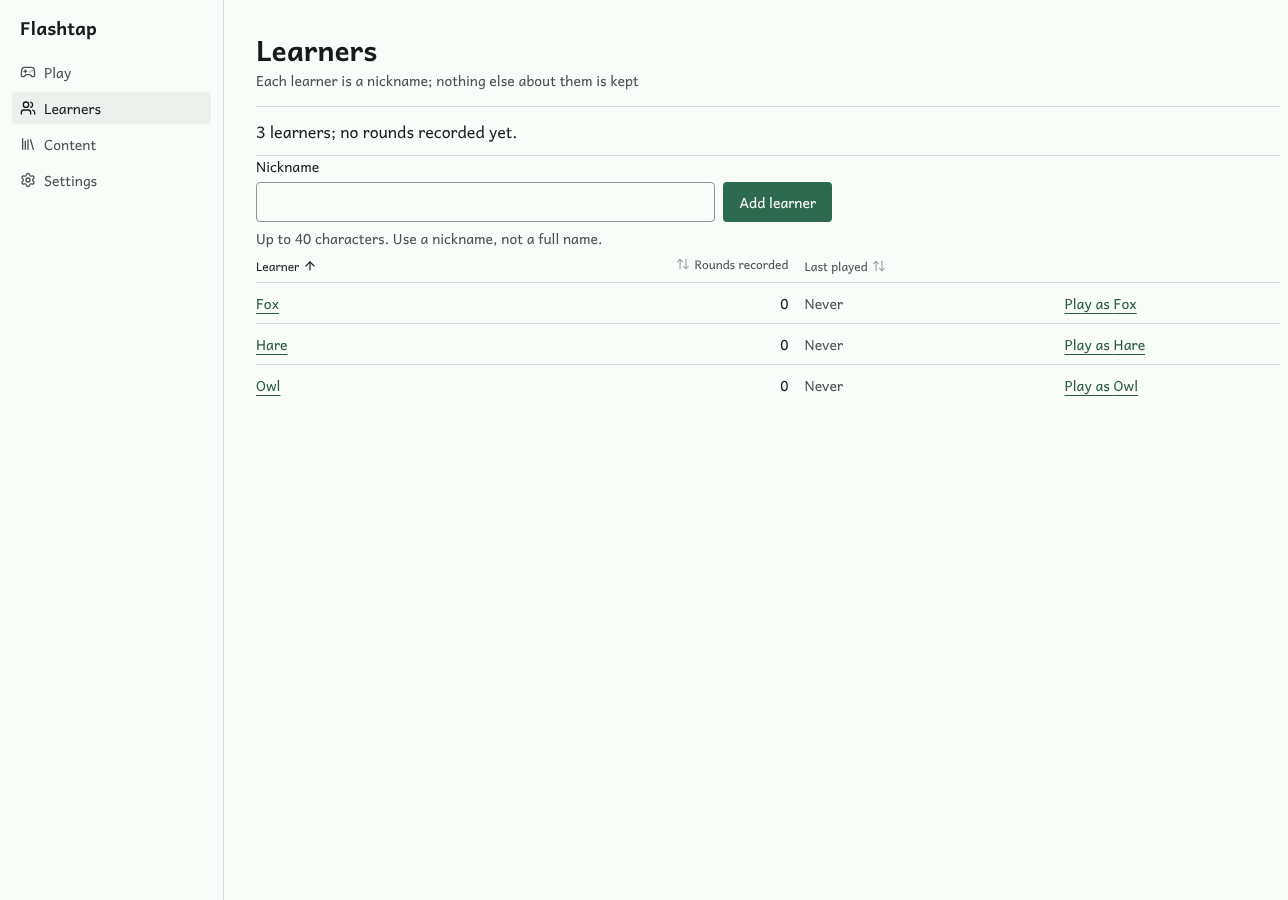 Flashtap
Play
Learners
Content
Settings
Learners
Each learner is a nickname; nothing else about them is kept
3 learners; no rounds recorded yet.
Nickname
Add learner
Up to 40 characters. Use a nickname, not a full name.
Learner Rounds recorded Last played
Fox 0 Never Play as Fox
Hare 0 Never Play as Hare
Owl 0 Never Play as Owl